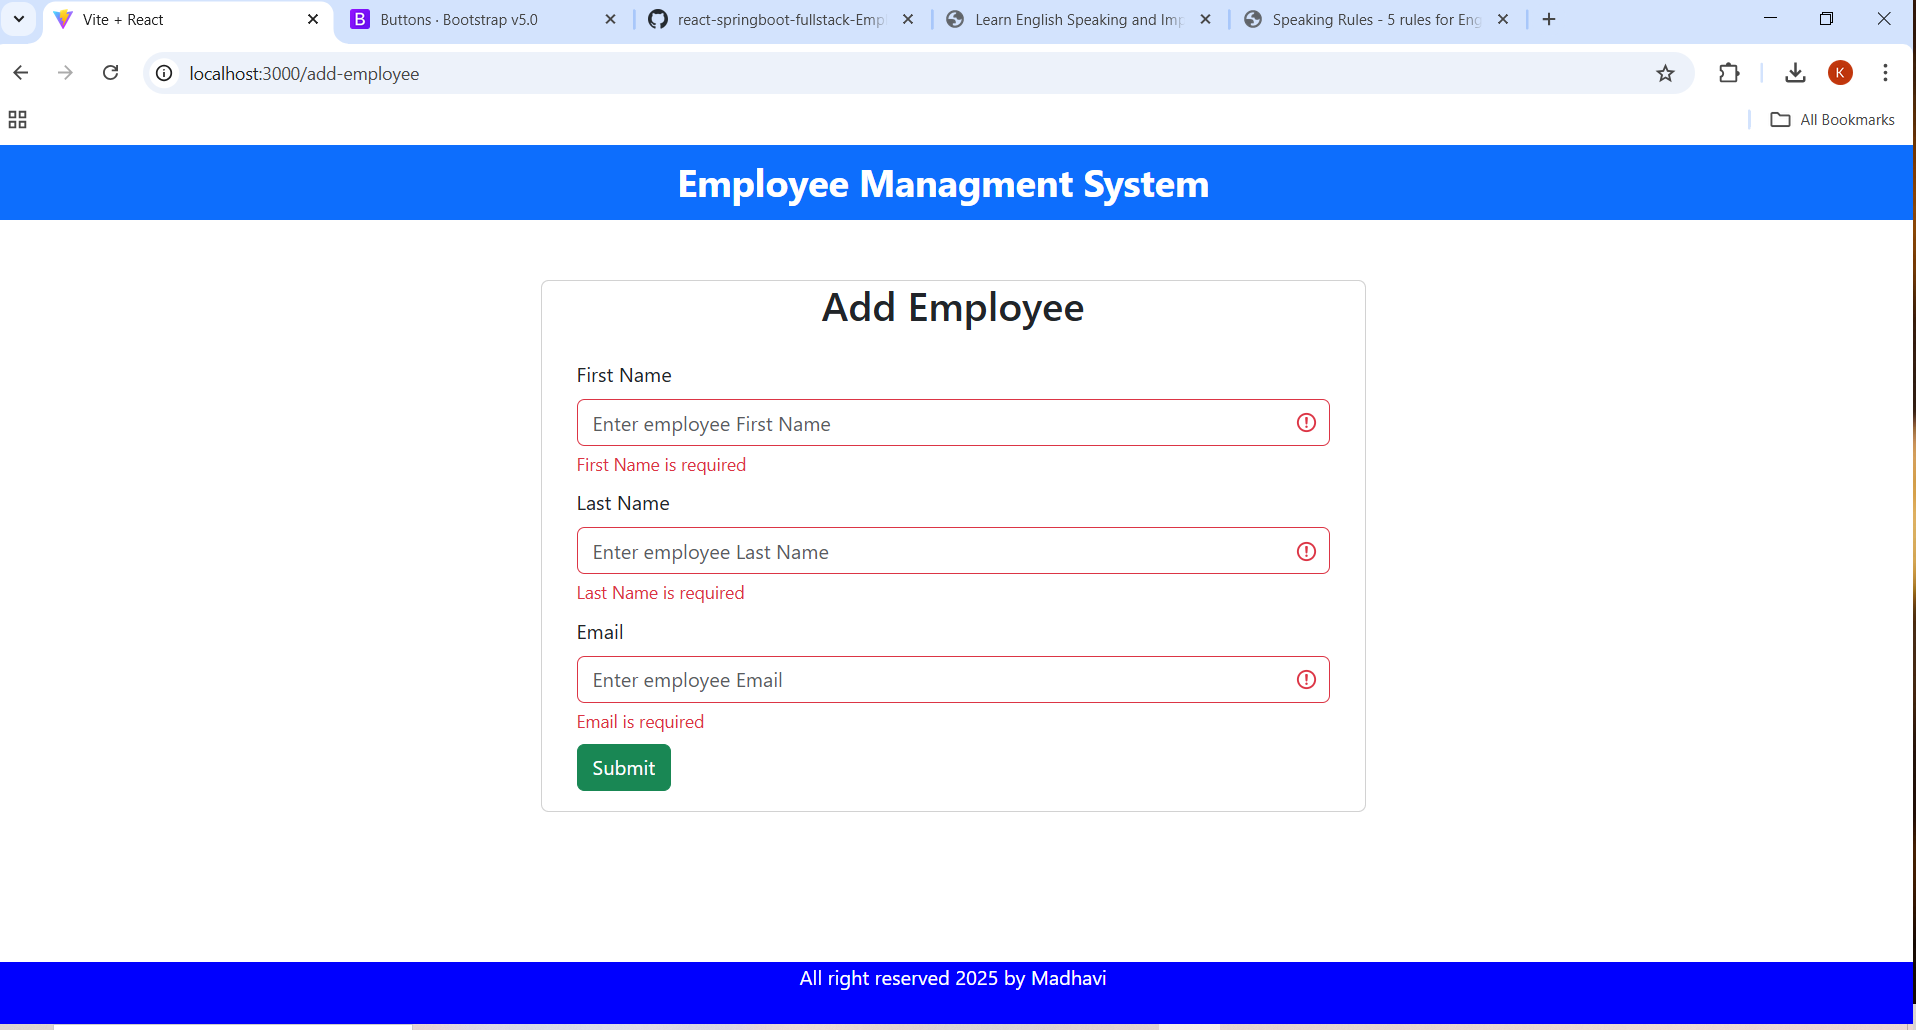 Vite + React
Buttons · Bootstrap v5.0
react-springboot-fullstack-Empl
Learn English Speaking and Imp
Speaking Rules - 5 rules for Eng
localhost:3000/add-employee
K
All Bookmarks
Employee Managment System
Add Employee
First Name
Enter employee First Name
First Name is required
Last Name
Enter employee Last Name
Last Name is required
Email
Enter employee Email
Email is required
Submit
All right reserved 2025 by Madhavi